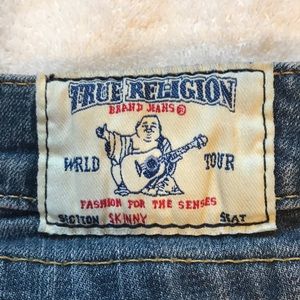 TRUE RELIGION
BRAND JEANS®
WRLD TOUR
FASHION FOR THE SENSES
SECTION SKINNY SEAT